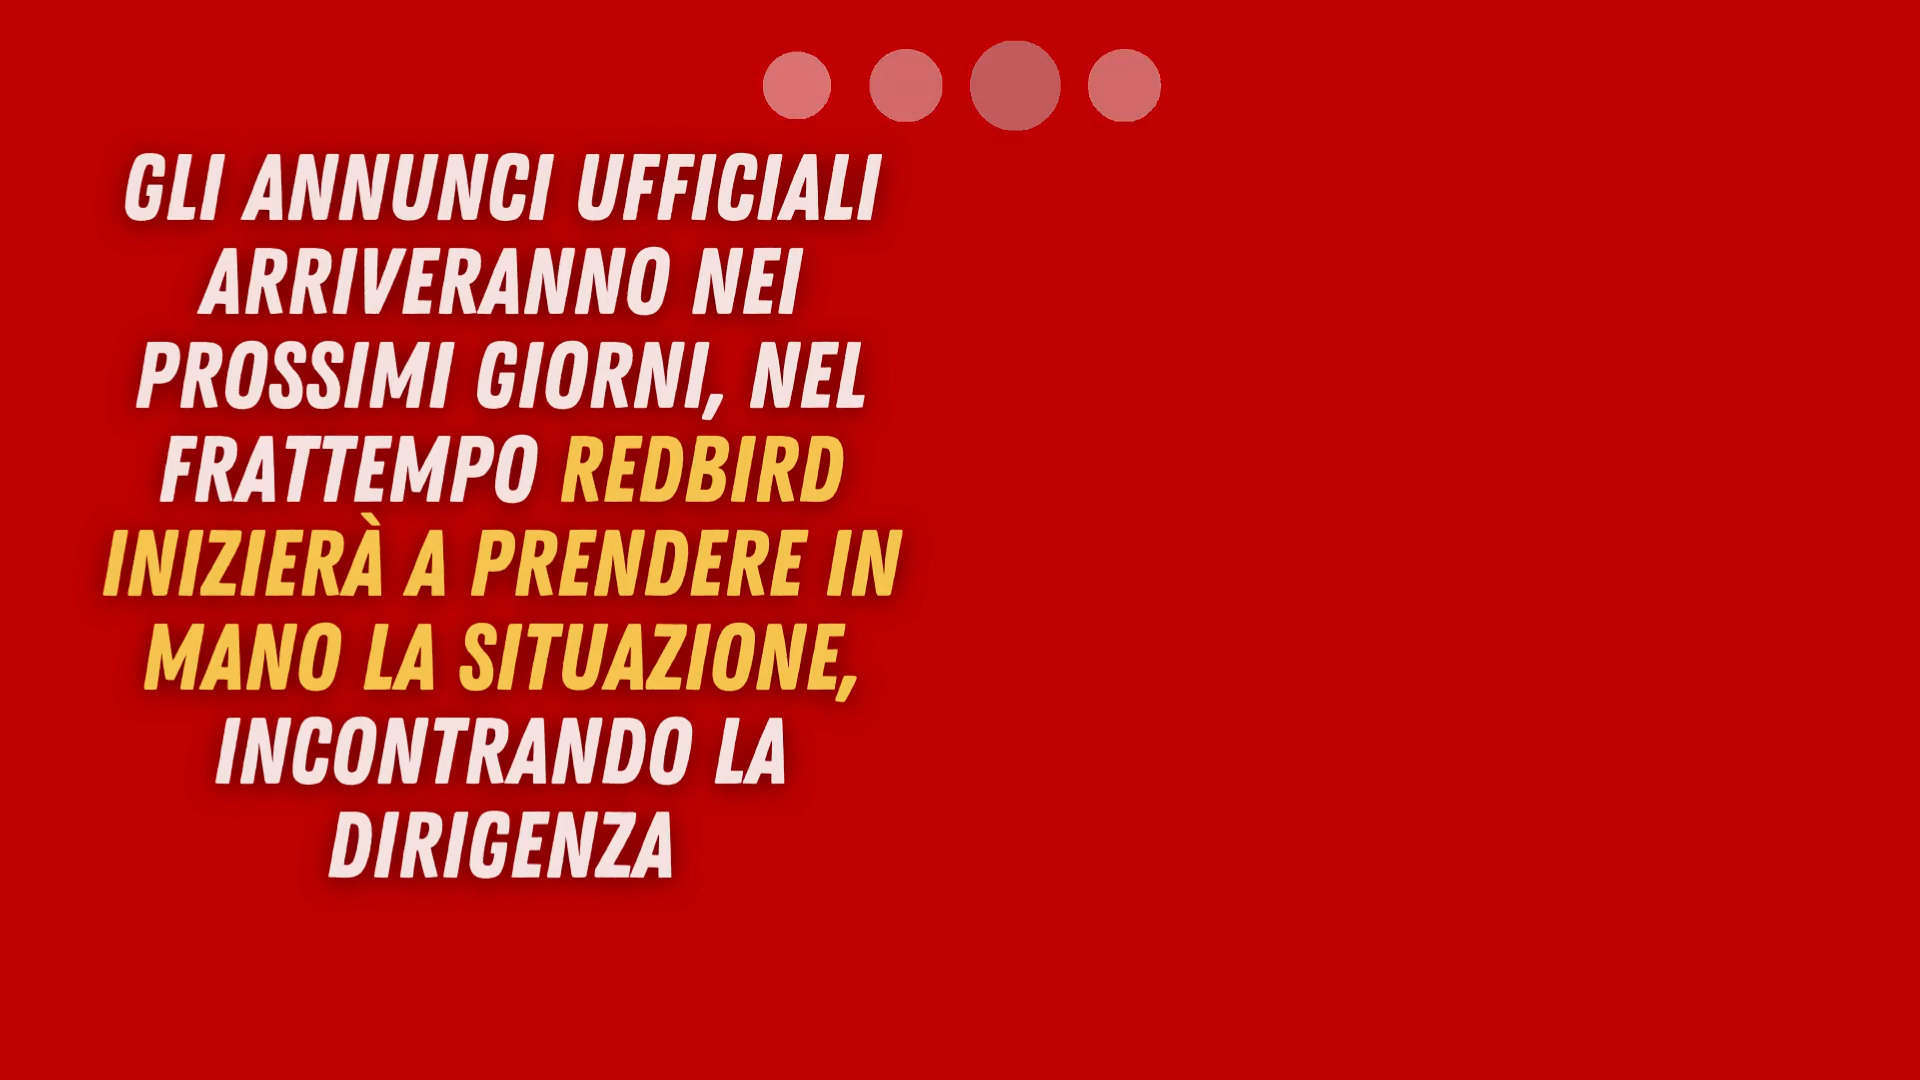 GLI ANNUNCI UFFICIALI
ARRIVERANNO NEI
PROSSIMI GIORNI, NEL
FRATTEMPO REDBIRD
INIZIERÀ A PRENDERE IN
MANO LA SITUAZIONE,
INCONTRANDO LA
DIRIGENZA